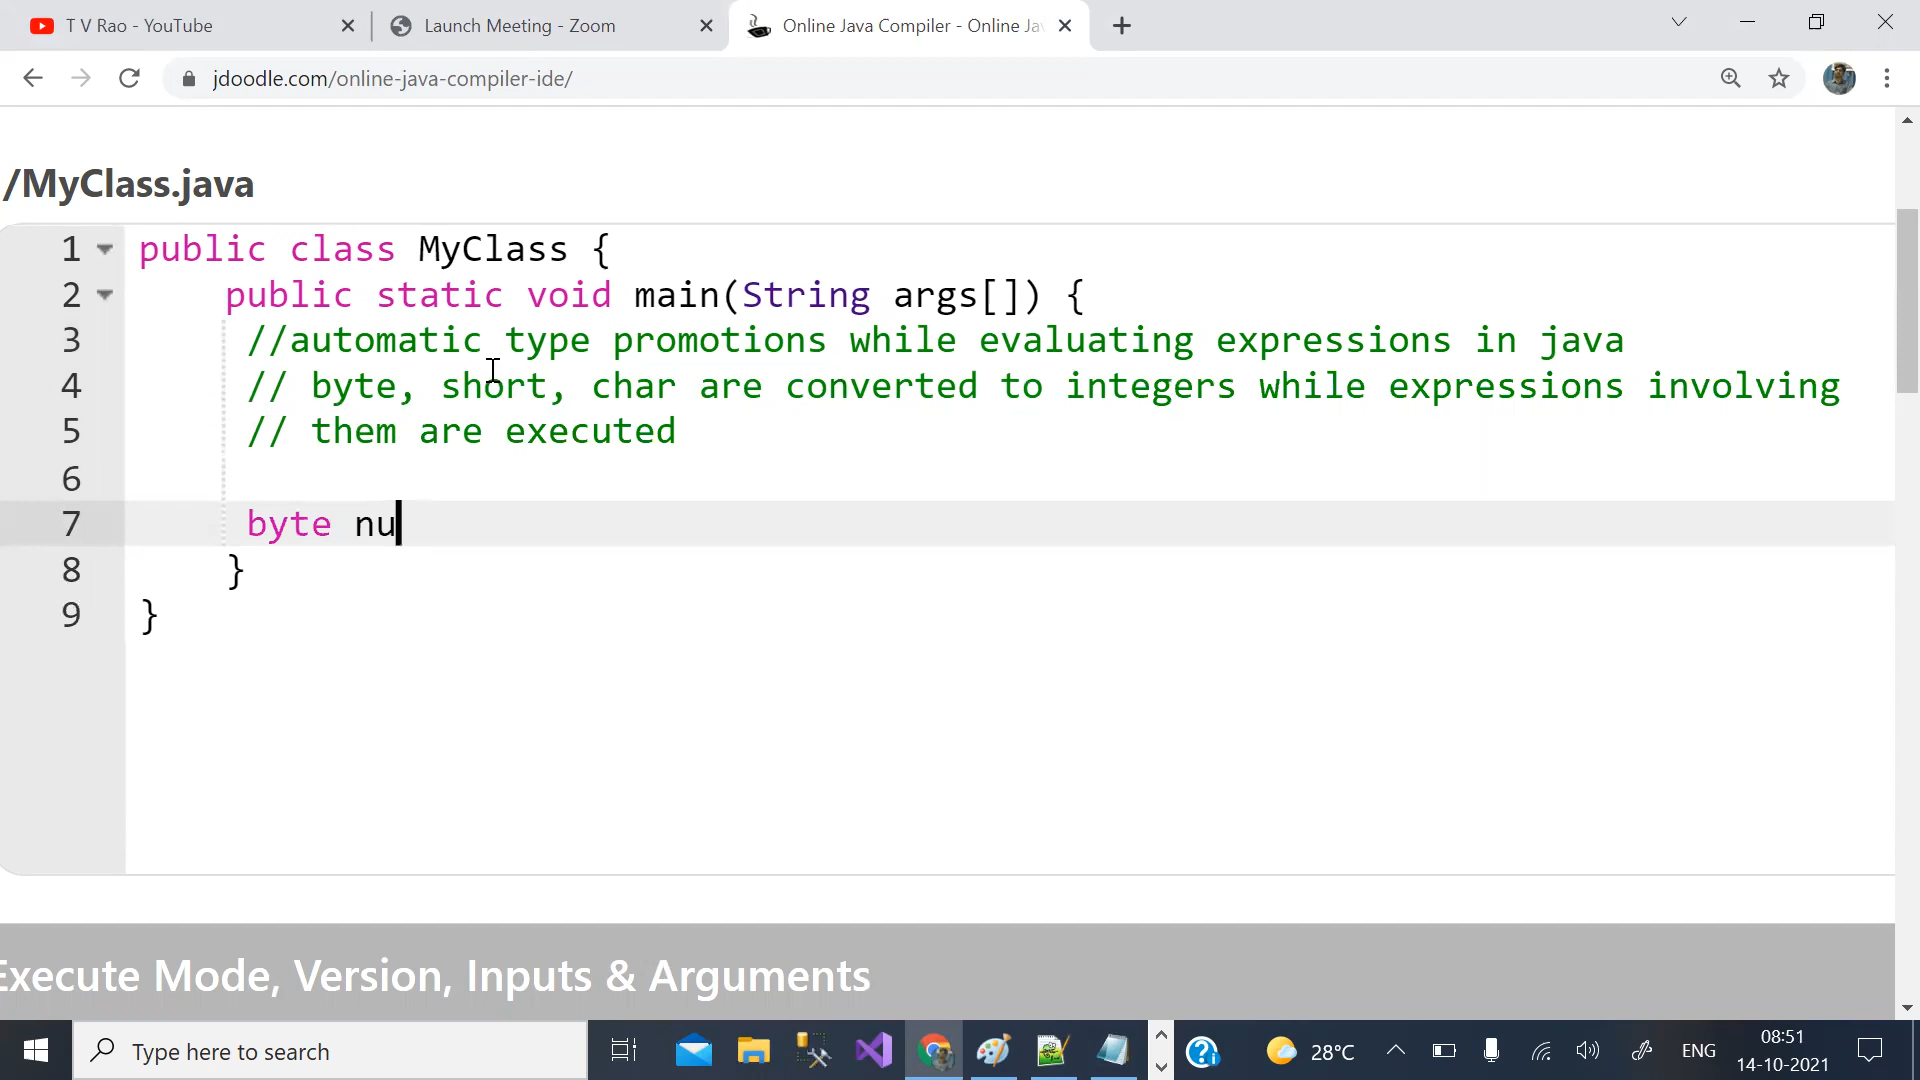 T V Rao - YouTube
Launch Meeting - Zoom
Online Java Compiler - Online Ja
jdoodle.com/online-java-compiler-ide/
/MyClass.java
1 public class MyClass {
2 public static void main(String args[]) {
3 //automatic type promotions while evaluating expressions in java
4 // byte, short, char are converted to integers while expressions involving
5 // them are executed
6
7 byte nu
8 }
9 }
Execute Mode, Version, Inputs & Arguments
Type here to search
28°C
ENG
08:51
14-10-2021